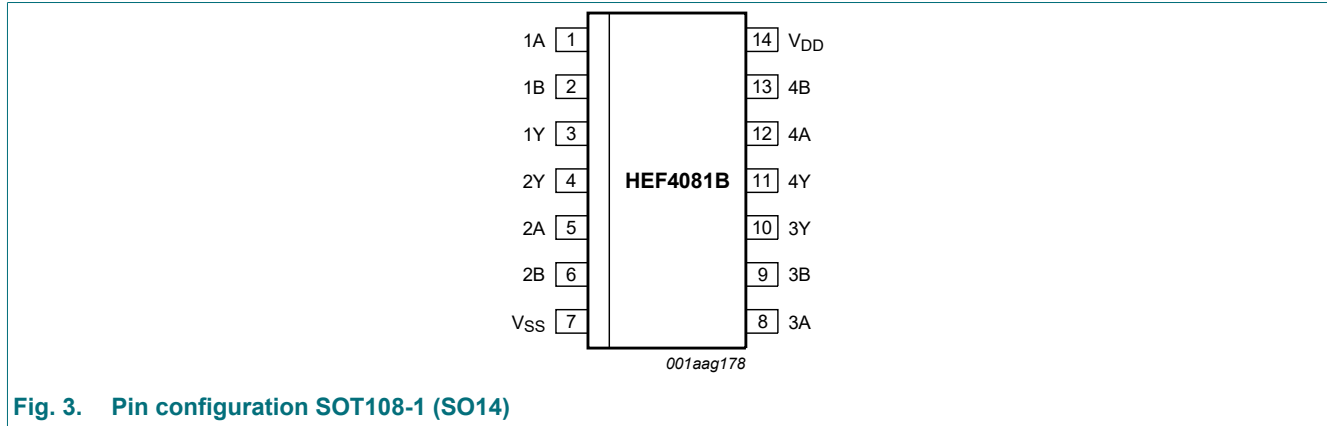 1A 1 14 VDD
1B 2 13 4B
1Y 3 12 4A
2Y 4 HEF4081B 11 4Y
2A 5 10 3Y
2B 6 9 3B
VSS 7 8 3A
001aag178
Fig. 3. Pin configuration SOT108-1 (SO14)